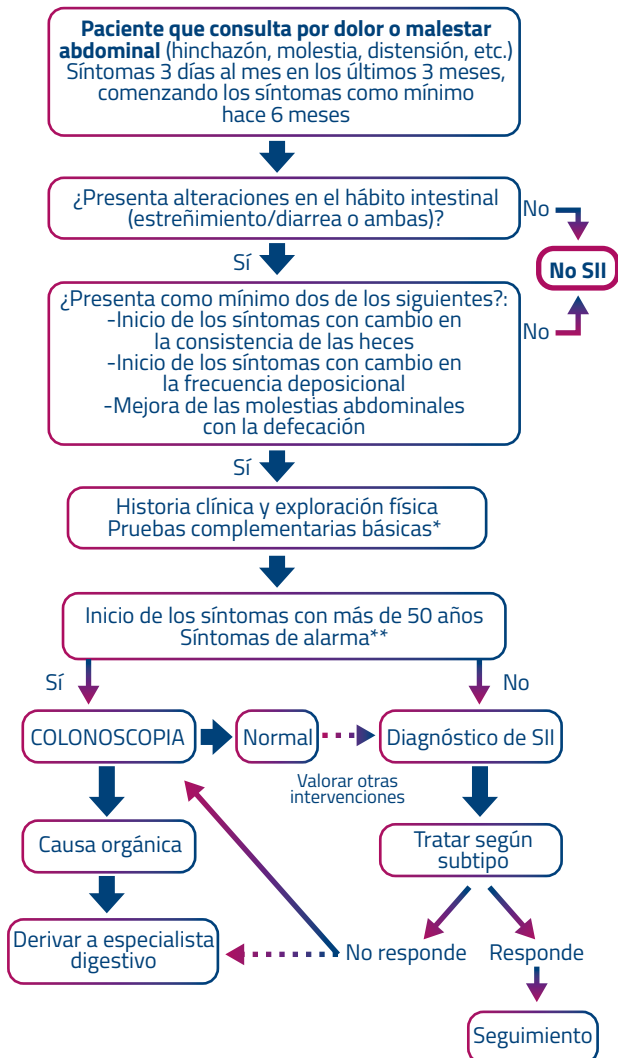 Paciente que consulta por dolor o malestar
abdominal (hinchazón, molestia, distensión, etc.)
Síntomas 3 días al mes en los últimos 3 meses,
comenzando los síntomas como mínimo
hace 6 meses
¿Presenta alteraciones en el hábito intestinal
(estreñimiento/diarrea o ambas)?
No
Sí
No SII
¿Presenta como mínimo dos de los siguientes?:
-Inicio de los síntomas con cambio en
la consistencia de las heces
-Inicio de los síntomas con cambio en
la frecuencia deposicional
-Mejora de las molestias abdominales
con la defecación
No
Sí
Historia clínica y exploración física
Pruebas complementarias básicas*
Inicio de los síntomas con más de 50 años
Síntomas de alarma**
Sí
No
COLONOSCOPIA
Normal
Diagnóstico de SII
Valorar otras
intervenciones
Causa orgánica
Tratar según
subtipo
Derivar a especialista
digestivo
No responde
Responde
Seguimiento